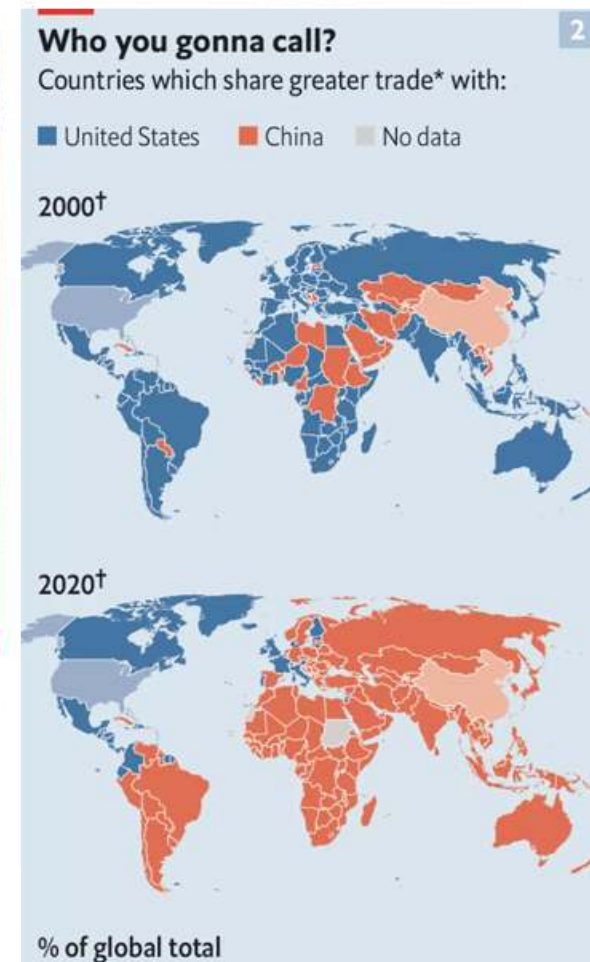 Who you gonna call?
2
Countries which share greater trade* with:
United States China No data
2000†
2020†
% of global total